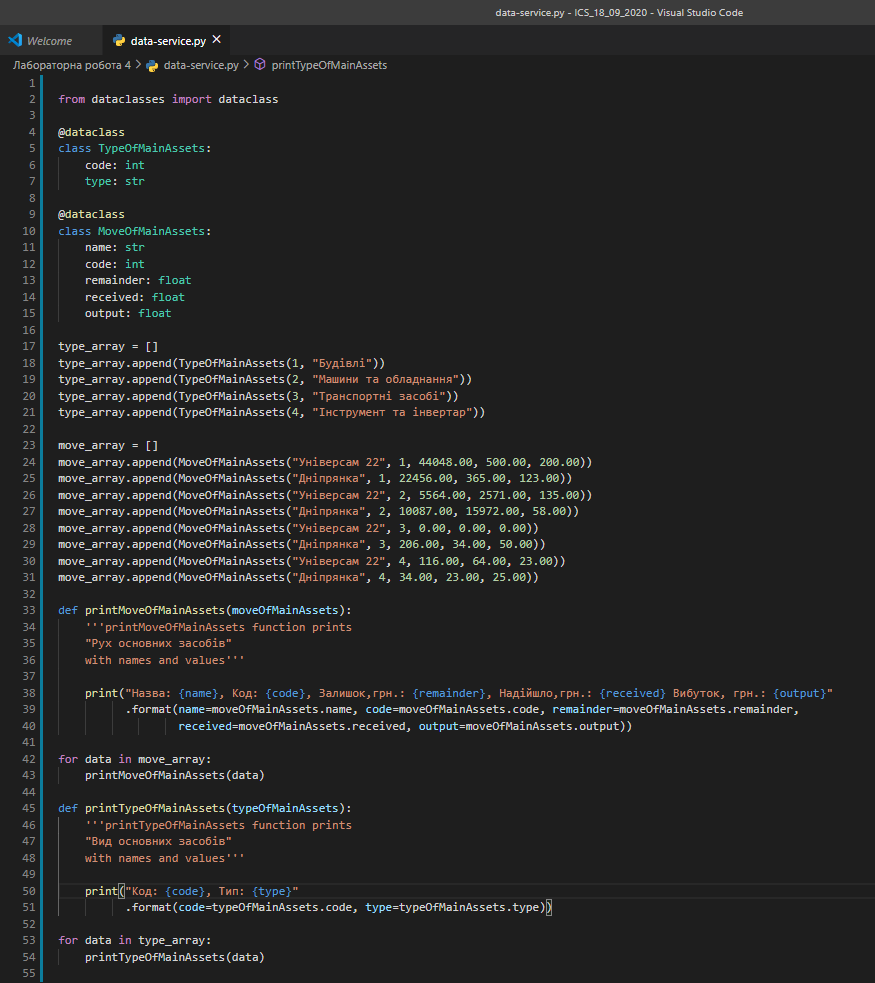 data-service.py - ICS_18_09_2020 - Visual Studio Code
Welcome data-service.py ×
Лабораторна робота 4 > data-service.py > printTypeOfMainAssets
1
2 from dataclasses import dataclass
3
4 @dataclass
5 class TypeOfMainAssets:
6     code: int
7     type: str
8
9 @dataclass
10 class MoveOfMainAssets:
11     name: str
12     code: int
13     remainder: float
14     received: float
15     output: float
16
17 type_array = []
18 type_array.append(TypeOfMainAssets(1, "Будівлі"))
19 type_array.append(TypeOfMainAssets(2, "Машини та обладнання"))
20 type_array.append(TypeOfMainAssets(3, "Транспортні засобі"))
21 type_array.append(TypeOfMainAssets(4, "Інструмент та інвертар"))
22
23 move_array = []
24 move_array.append(MoveOfMainAssets("Універсам 22", 1, 44048.00, 500.00, 200.00))
25 move_array.append(MoveOfMainAssets("Дніпрянка", 1, 22456.00, 365.00, 123.00))
26 move_array.append(MoveOfMainAssets("Універсам 22", 2, 5564.00, 2571.00, 135.00))
27 move_array.append(MoveOfMainAssets("Дніпрянка", 2, 10087.00, 15972.00, 58.00))
28 move_array.append(MoveOfMainAssets("Універсам 22", 3, 0.00, 0.00, 0.00))
29 move_array.append(MoveOfMainAssets("Дніпрянка", 3, 206.00, 34.00, 50.00))
30 move_array.append(MoveOfMainAssets("Універсам 22", 4, 116.00, 64.00, 23.00))
31 move_array.append(MoveOfMainAssets("Дніпрянка", 4, 34.00, 23.00, 25.00))
32
33 def printMoveOfMainAssets(moveOfMainAssets):
34     '''printMoveOfMainAssets function prints
35     "Рух основних засобів"
36     with names and values'''
37
38     print("Назва: {name}, Код: {code}, Залишок,грн.: {remainder}, Надійшло,грн.: {received} Вибуток, грн.: {output}"
39           .format(name=moveOfMainAssets.name, code=moveOfMainAssets.code, remainder=moveOfMainAssets.remainder,
40                   received=moveOfMainAssets.received, output=moveOfMainAssets.output))
41
42 for data in move_array:
43     printMoveOfMainAssets(data)
44
45 def printTypeOfMainAssets(typeOfMainAssets):
46     '''printTypeOfMainAssets function prints
47     "Вид основних засобів"
48     with names and values'''
49
50     print("Код: {code}, Тип: {type}"
51           .format(code=typeOfMainAssets.code, type=typeOfMainAssets.type))
52
53 for data in type_array:
54     printTypeOfMainAssets(data)
55